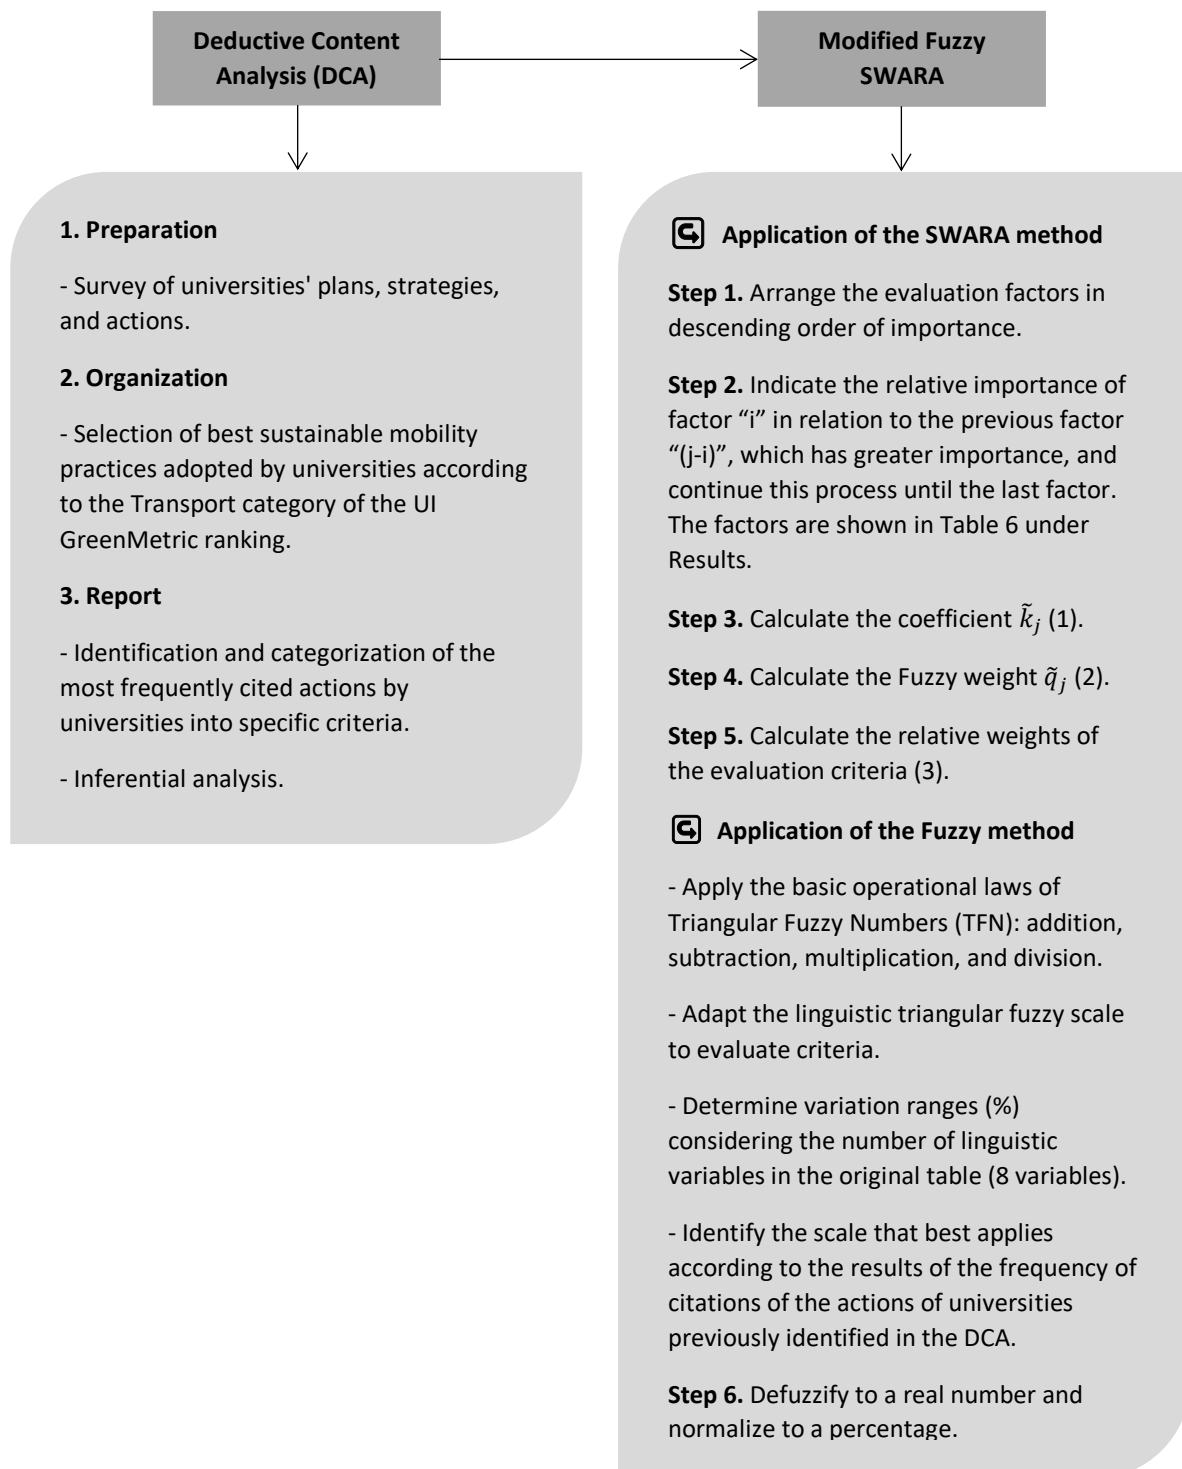 Deductive Content
Analysis (DCA)
Modified Fuzzy
SWARA
1. Preparation
- Survey of universities' plans, strategies,
and actions.
2. Organization
- Selection of best sustainable mobility
practices adopted by universities according
to the Transport category of the UI
GreenMetric ranking.
3. Report
- Identification and categorization of the
most frequently cited actions by
universities into specific criteria.
- Inferential analysis.
Application of the SWARA method
Step 1. Arrange the evaluation factors in
descending order of importance.
Step 2. Indicate the relative importance of
factor “i” in relation to the previous factor
“(j-i)”, which has greater importance, and
continue this process until the last factor.
The factors are shown in Table 6 under
Results.
Step 3. Calculate the coefficient k̃ⱼ (1).
Step 4. Calculate the Fuzzy weight q̃ⱼ (2).
Step 5. Calculate the relative weights of
the evaluation criteria (3).
Application of the Fuzzy method
- Apply the basic operational laws of
Triangular Fuzzy Numbers (TFN): addition,
subtraction, multiplication, and division.
- Adapt the linguistic triangular fuzzy scale
to evaluate criteria.
- Determine variation ranges (%)
considering the number of linguistic
variables in the original table (8 variables).
- Identify the scale that best applies
according to the results of the frequency of
citations of the actions of universities
previously identified in the DCA.
Step 6. Defuzzify to a real number and
normalize to a percentage.